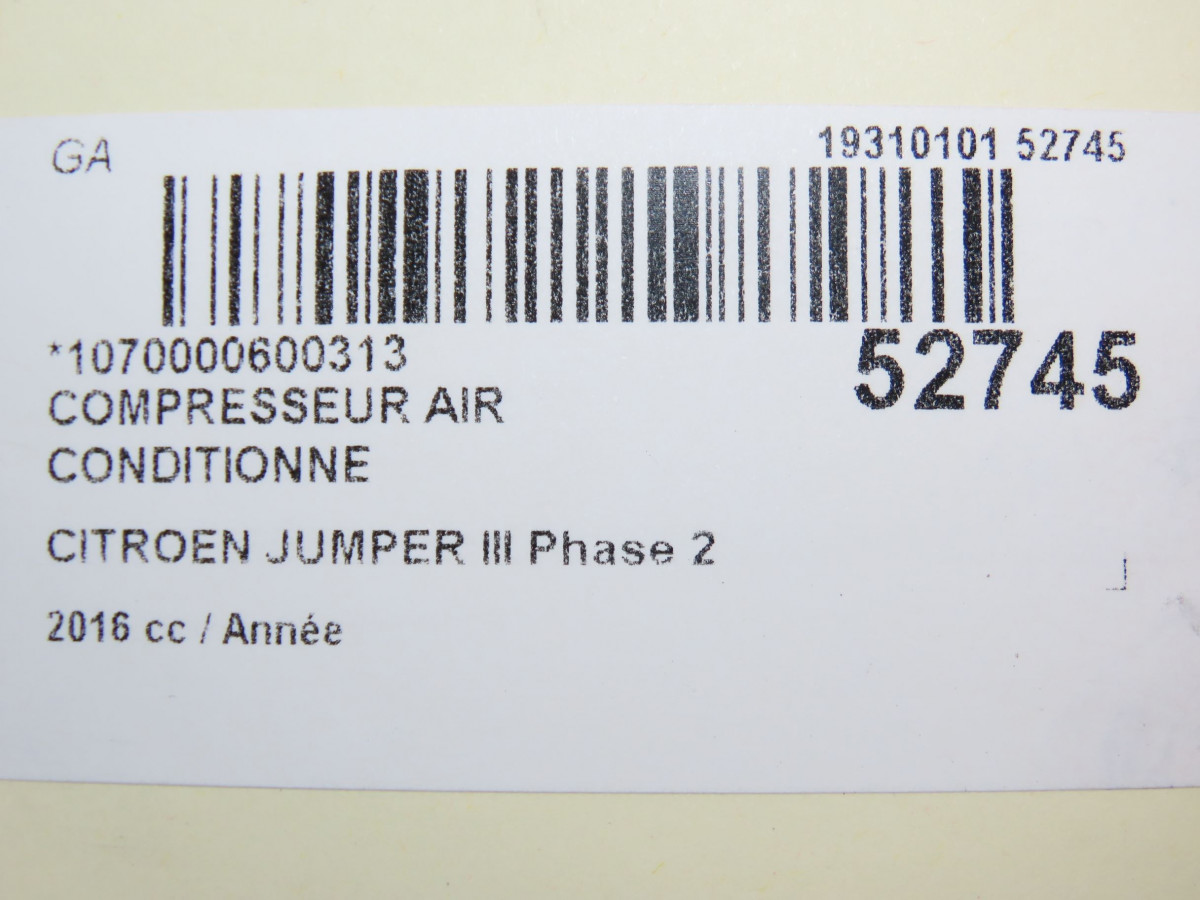 GA
19310101 52745
*1070000600313
52745
COMPRESSEUR AIR
CONDITIONNE
CITROEN JUMPER III Phase 2
2016 cc / Année